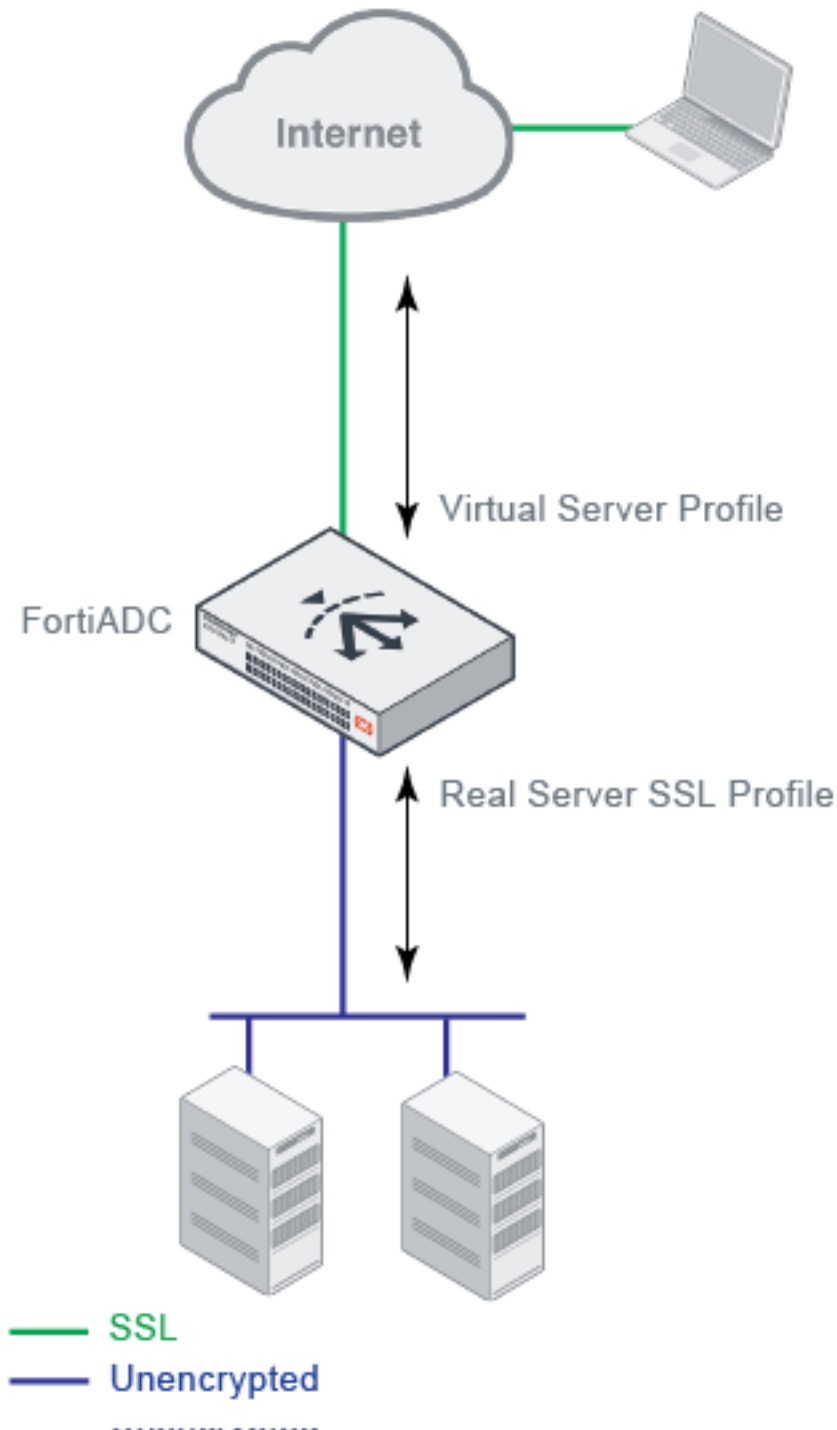 Internet
Virtual Server Profile
FortiADC
Real Server SSL Profile
SSL
Unencrypted